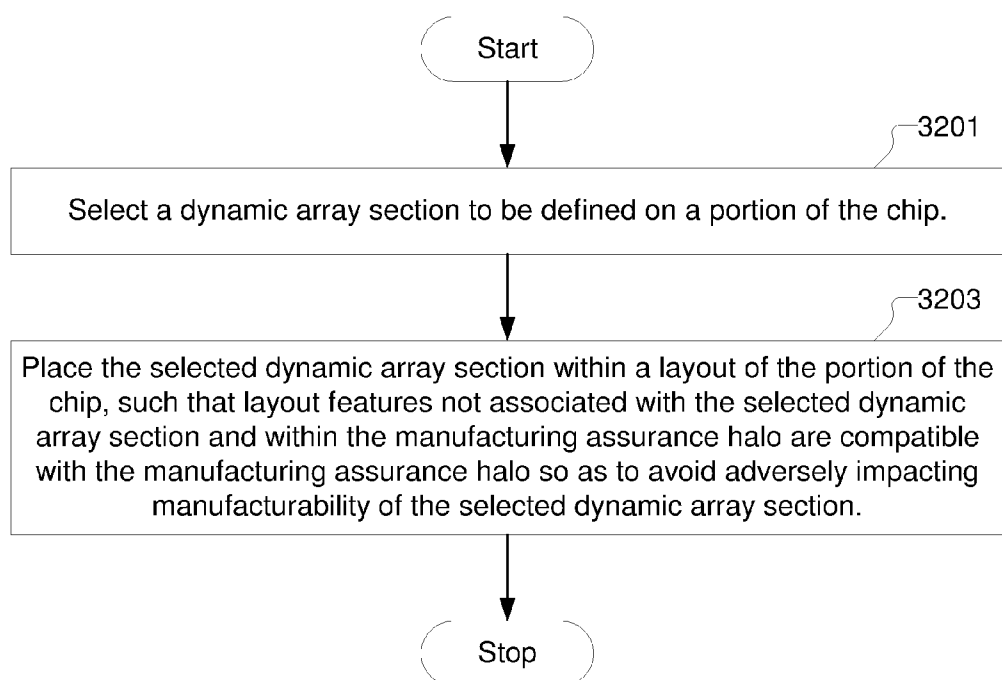 Start
3201
Select a dynamic array section to be defined on a portion of the chip.
3203
Place the selected dynamic array section within a layout of the portion of the
chip, such that layout features not associated with the selected dynamic
array section and within the manufacturing assurance halo are compatible
with the manufacturing assurance halo so as to avoid adversely impacting
manufacturability of the selected dynamic array section.
Stop